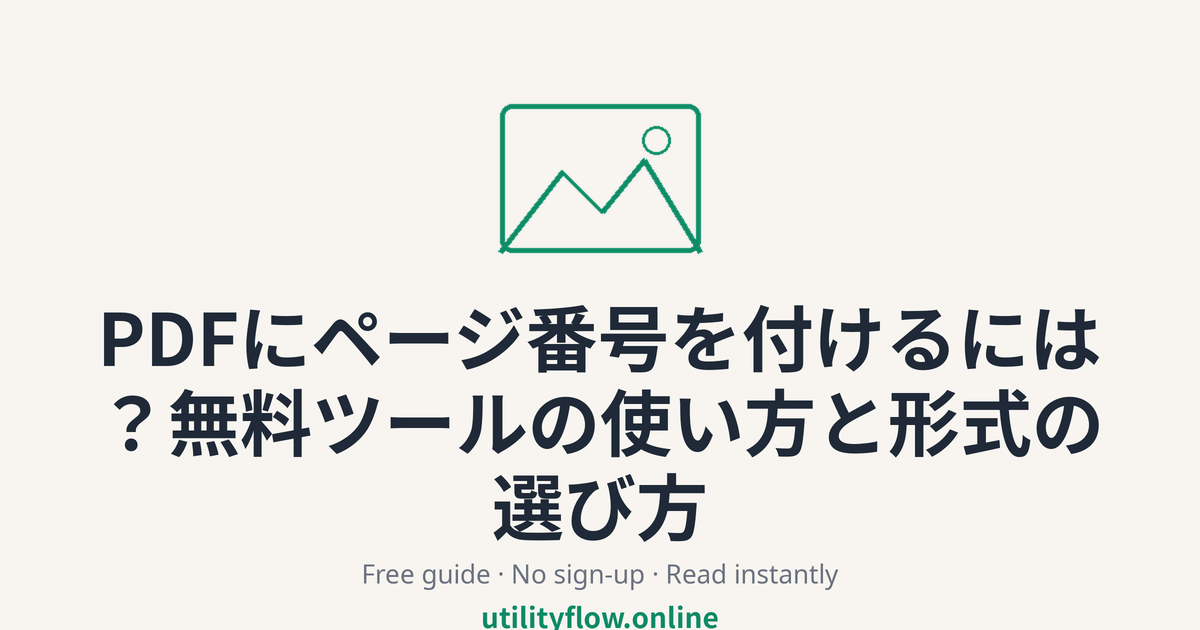 PDFにページ番号を付けるには
？無料ツールの使い方と形式の
選び方
Free guide · No sign-up · Read instantly
utilityflow.online